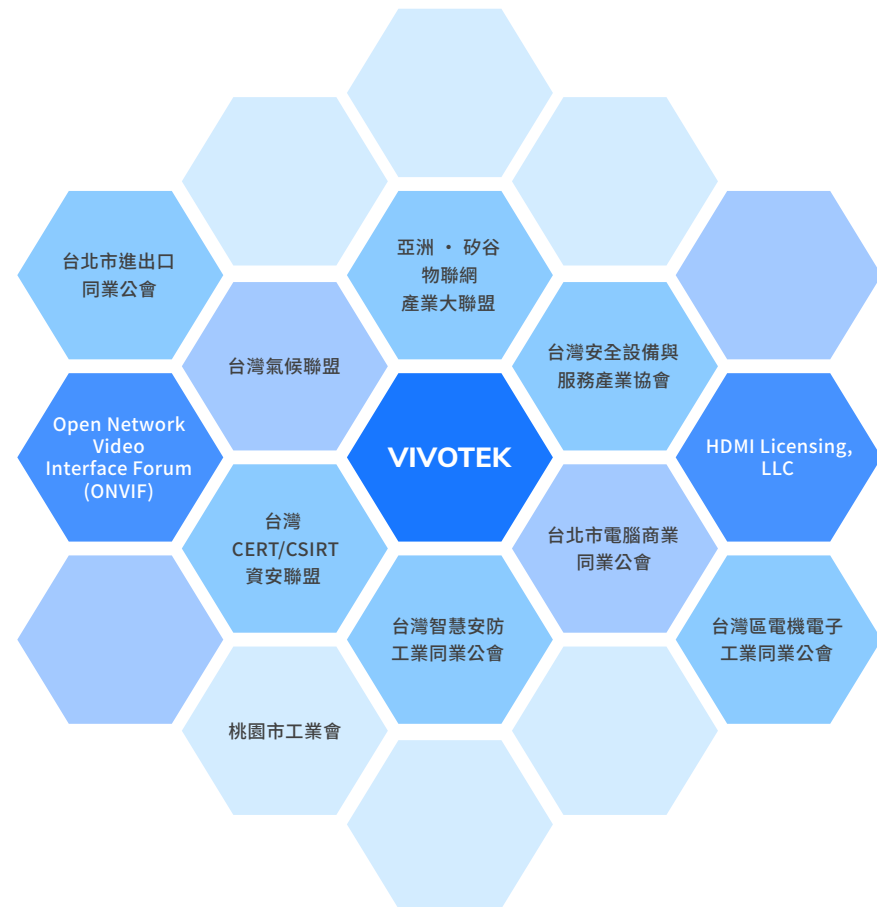 亞洲 · 矽谷
物聯網
產業大聯盟
台北市進出口
同業公會
台灣氣候聯盟
台灣安全設備與
服務產業協會
Open Network
Video
Interface Forum
(ONVIF)
VIVOTEK
HDMI Licensing,
LLC
台灣
CERT/CSIRT
資安聯盟
台北市電腦商業
同業公會
台灣智慧安防
工業同業公會
台灣區電機電子
工業同業公會
桃園市工業會